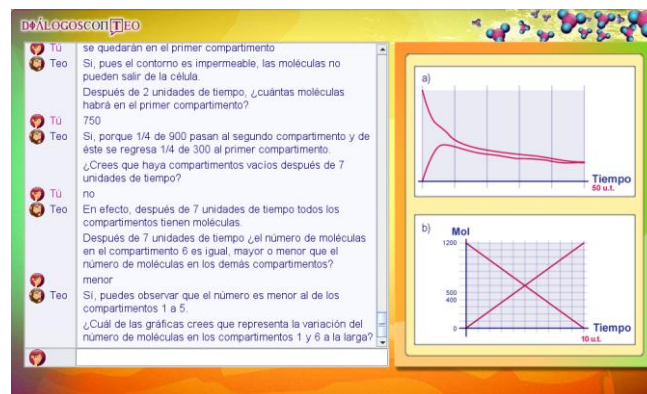 DIÁLOGOSCONTEO
Tú se quedarán en el primer compartimento
Teo Si, pues el contorno es impermeable, las moléculas no
pueden salir de la célula.
Después de 2 unidades de tiempo, ¿cuántas moléculas
habrá en el primer compartimento?
Tú 750
Teo Si, porque 1/4 de 900 pasan al segundo compartimento y de
éste se regresa 1/4 de 300 al primer compartimento.
¿Crees que haya compartimentos vacíos después de 7
unidades de tiempo?
Tú no
Teo En efecto, después de 7 unidades de tiempo todos los
compartimentos tienen moléculas.
Después de 7 unidades de tiempo ¿el número de moléculas
en el compartimento 6 es igual, mayor o menor que el
número de moléculas en los demás compartimentos?
Tú menor
Teo Sí, puedes observar que el número es menor al de los
compartimentos 1 a 5.
¿Cuál de las gráficas crees que representa la variación del
número de moléculas en los compartimentos 1 y 6 a la larga?
a)
Tiempo
50 u.t.
b) Mol
1200
500
400
0
Tiempo
10 u.t.